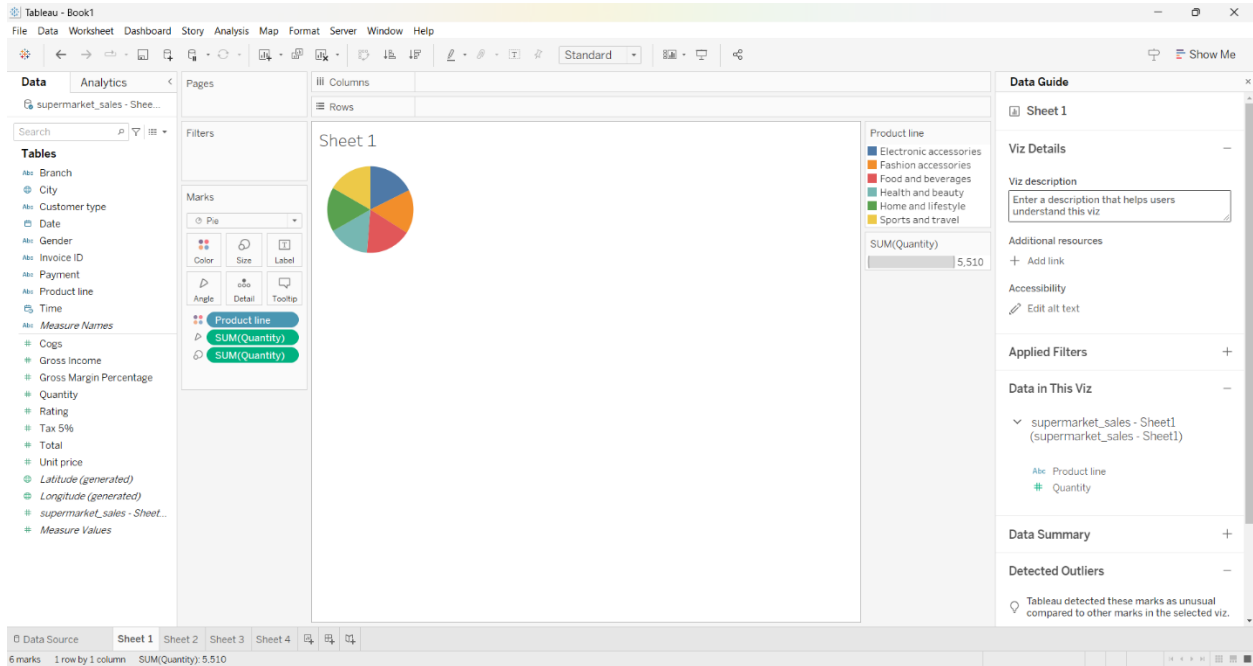 Tableau - Book1
File Data Worksheet Dashboard Story Analysis Map Format Server Window Help
Standard
Show Me
Data Analytics
supermarket_sales - Shee...
Search
Tables
Abc Branch
City
Abc Customer type
Date
Abc Gender
Abc Invoice ID
Abc Payment
Abc Product line
Time
Abc Measure Names
# Cogs
# Gross Income
# Gross Margin Percentage
# Quantity
# Rating
# Tax 5%
# Total
# Unit price
Latitude (generated)
Longitude (generated)
# supermarket_sales - Sheet...
# Measure Values
Pages
Filters
Marks
Pie
Color Size Label
Angle Detail Tooltip
Product line
SUM(Quantity)
SUM(Quantity)
Columns
Rows
Sheet 1
Product line
Electronic accessories
Fashion accessories
Food and beverages
Health and beauty
Home and lifestyle
Sports and travel
SUM(Quantity)
5,510
Data Guide
Sheet 1
Viz Details
Viz description
Enter a description that helps users
understand this viz
Additional resources
Add link
Accessibility
Edit alt text
Applied Filters
Data in This Viz
supermarket_sales - Sheet1
(supermarket_sales - Sheet1)
Abc Product line
# Quantity
Data Summary
Detected Outliers
Tableau detected these marks as unusual
compared to other marks in the selected viz.
Data Source Sheet 1 Sheet 2 Sheet 3 Sheet 4
6 marks 1 row by 1 column SUM(Quantity): 5,510